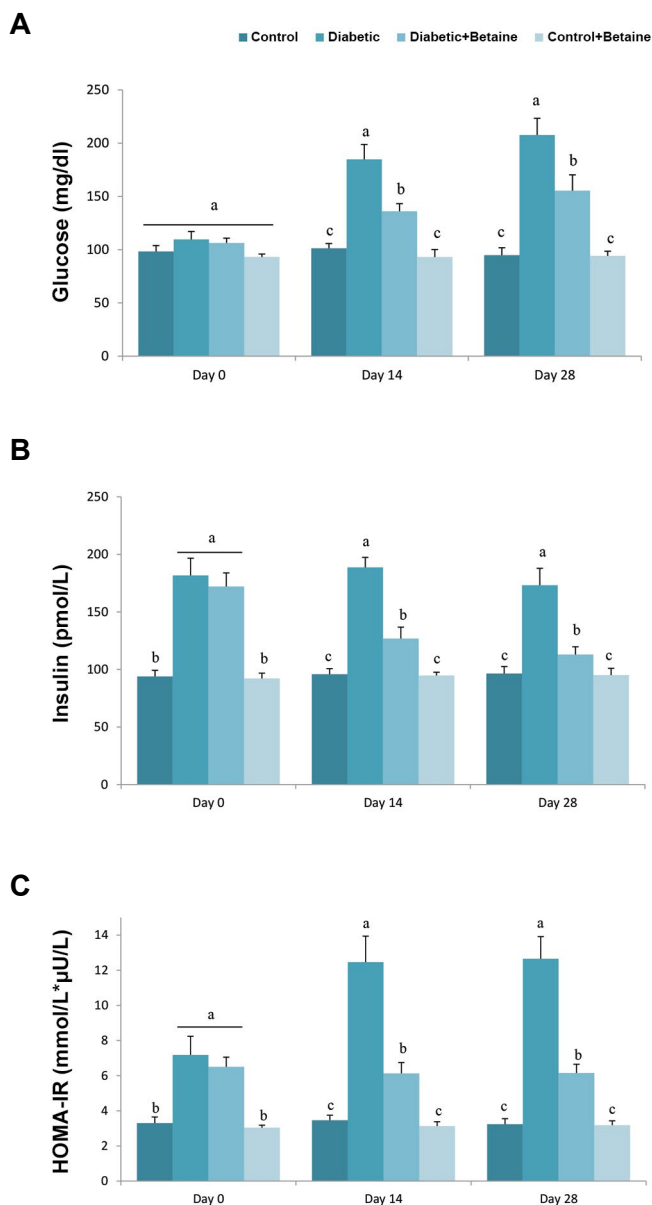 A
Control Diabetic Diabetic+Betaine Control+Betaine
Glucose (mg/dl)
250
200
150
100
50
0
a
c a b c
c a b c
Day 0 Day 14 Day 28
B
Insulin (pmol/L)
250
200
150
100
50
0
b a b
c a b c
c a b c
Day 0 Day 14 Day 28
C
HOMA-IR (mmol/L*µU/L)
14
12
10
8
6
4
2
0
b a b
c a b c
c a b c
Day 0 Day 14 Day 28